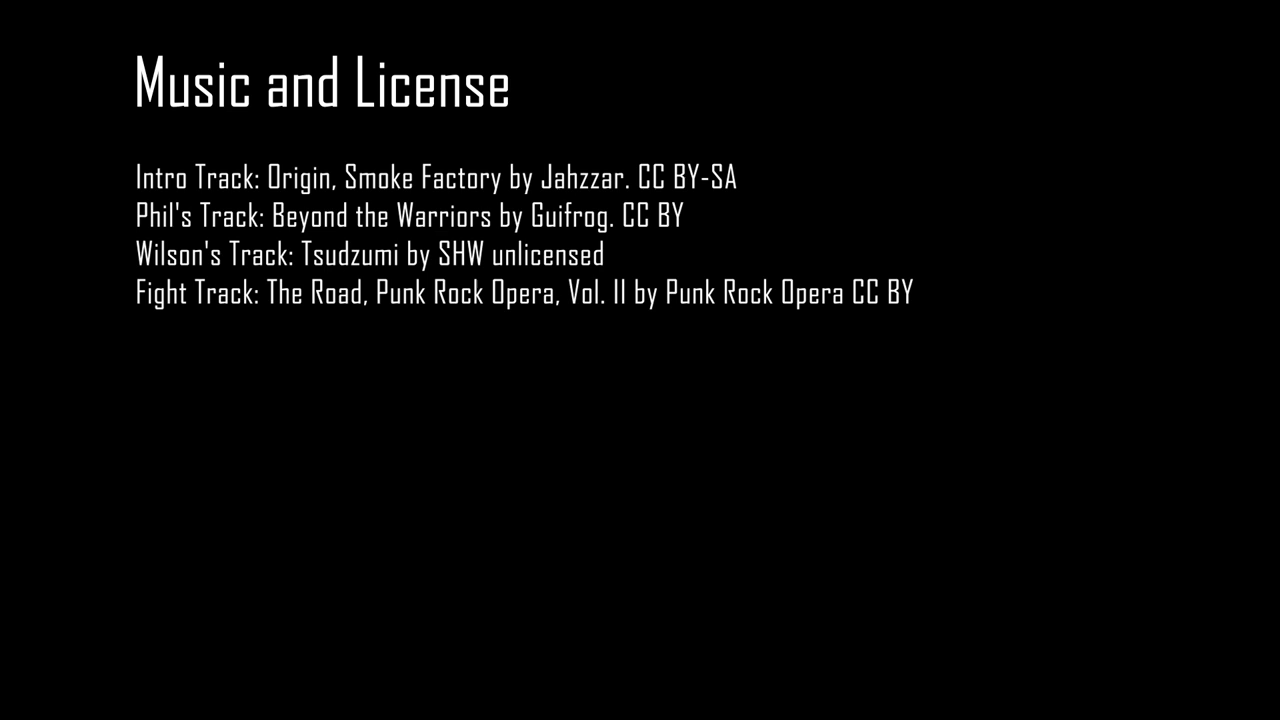 Music and License
Intro Track: Origin, Smoke Factory by Jahzzar. CC BY-SA
Phil's Track: Beyond the Warriors by Guifrog. CC BY
Wilson's Track: Tsudzumi by SHW unlicensed
Fight Track: The Road, Punk Rock Opera, Vol. II by Punk Rock Opera CC BY